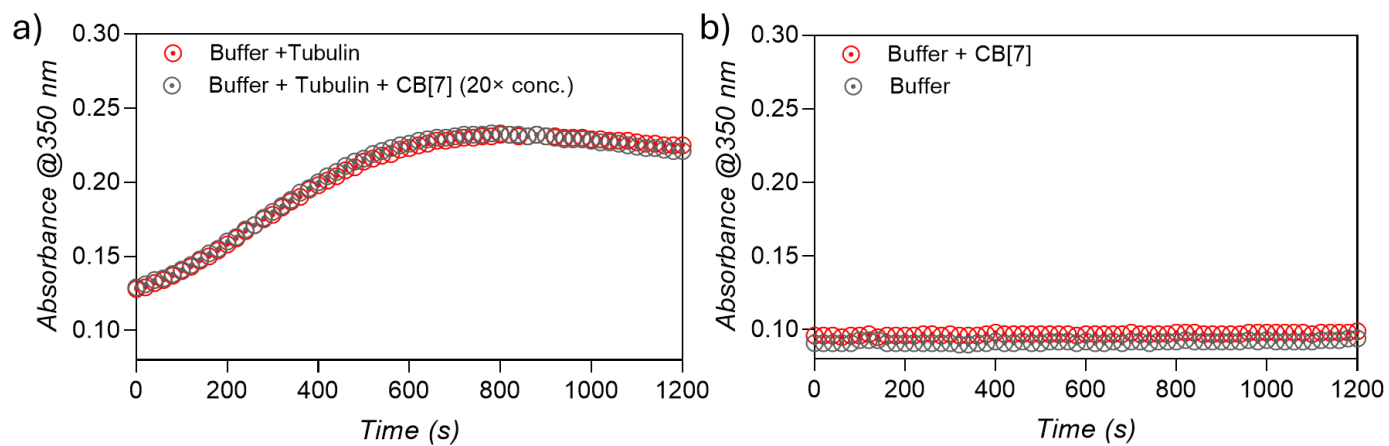 a)
0.30
0.25
0.20
0.15
0.10
Absorbance @350 nm
Buffer +Tubulin
Buffer + Tubulin + CB[7] (20× conc.)
0 200 400 600 800 1000 1200
Time (s)
b)
0.30
0.25
0.20
0.15
0.10
Absorbance @350 nm
Buffer + CB[7]
Buffer
0 200 400 600 800 1000 1200
Time (s)